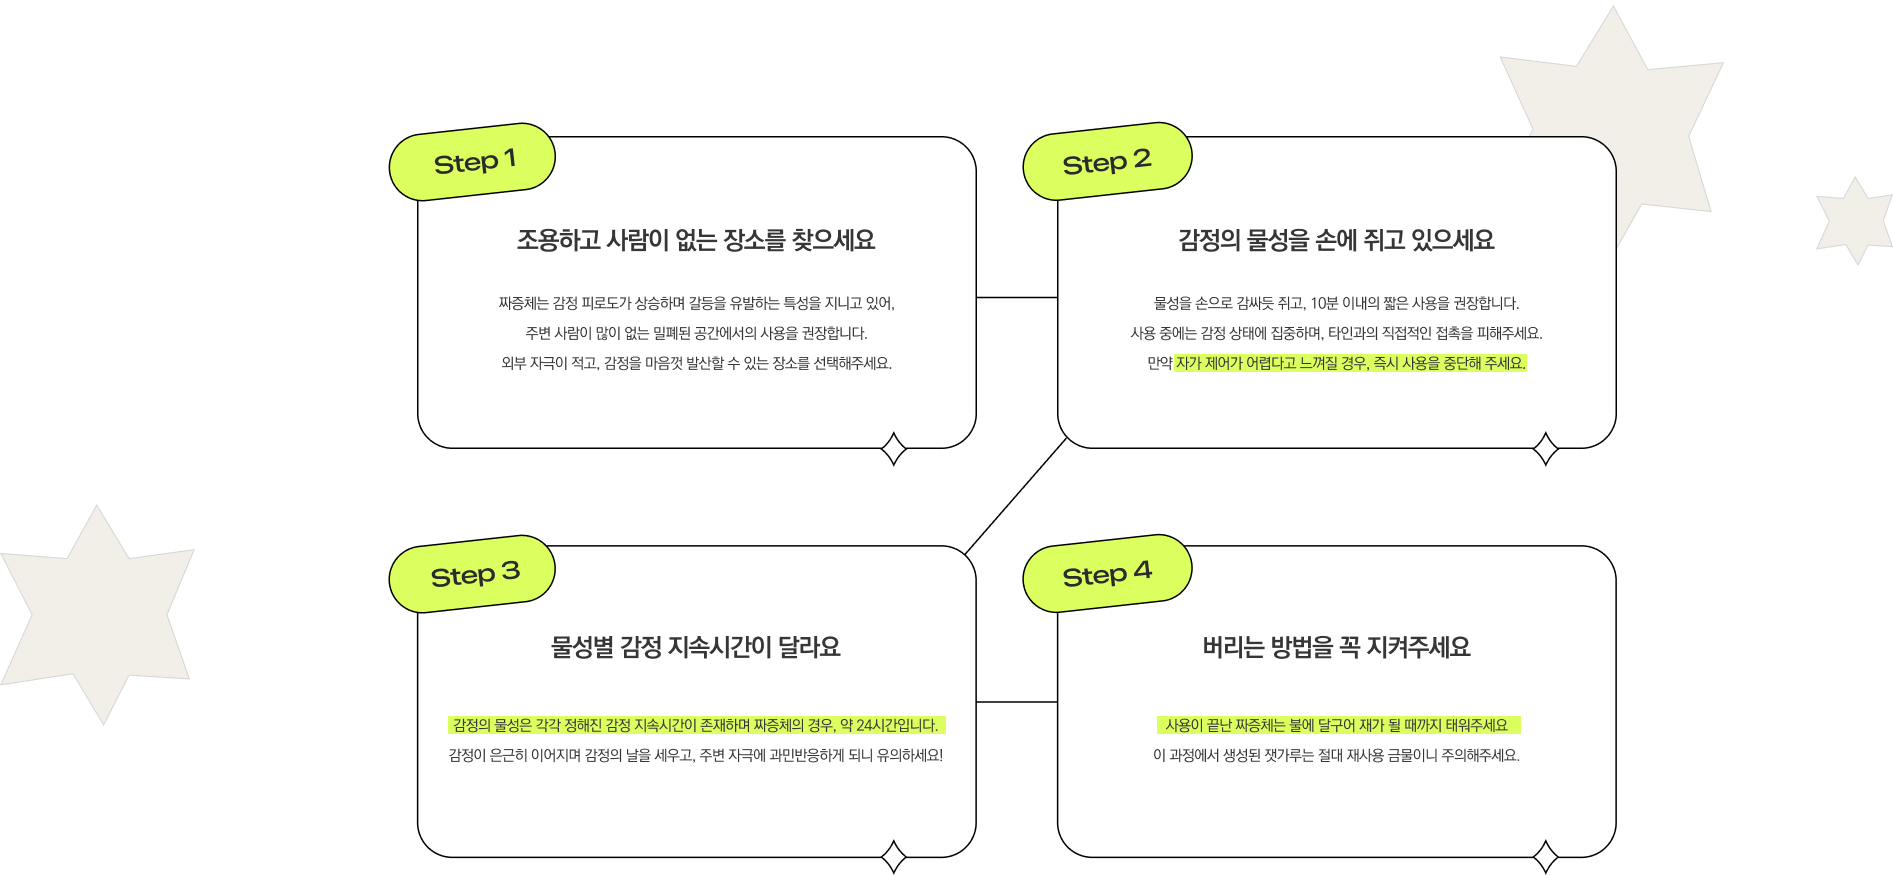 Step 1
조용하고 사람이 없는 장소를 찾으세요
짜증체는 감정 피로도가 상승하며 갈등을 유발하는 특성을 지니고 있어,
주변 사람이 많이 없는 밀폐된 공간에서의 사용을 권장합니다.
외부 자극이 적고, 감정을 마음껏 발산할 수 있는 장소를 선택해주세요.
Step 2
감정의 물성을 손에 쥐고 있으세요
물성을 손으로 감싸듯 쥐고, 10분 이내의 짧은 사용을 권장합니다.
사용 중에는 감정 상태에 집중하며, 타인과의 직접적인 접촉을 피해주세요.
만약 자가 제어가 어렵다고 느껴질 경우, 즉시 사용을 중단해 주세요.
Step 3
물성별 감정 지속시간이 달라요
감정의 물성은 각각 정해진 감정 지속시간이 존재하며 짜증체의 경우, 약 24시간입니다.
감정이 은근히 이어지며 감정의 날을 세우고, 주변 자극에 과민반응하게 되니 유의하세요!
Step 4
버리는 방법을 꼭 지켜주세요
사용이 끝난 짜증체는 불에 달구어 재가 될 때까지 태워주세요
이 과정에서 생성된 잿가루는 절대 재사용 금물이니 주의해주세요.